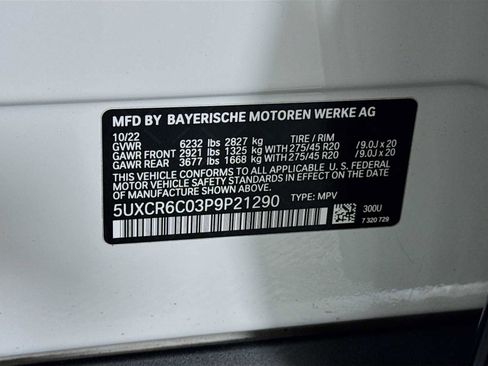 MFD BY BAYERISCHE MOTOREN WERKE AG
10/22
GVWR 6232 lbs 2827 kg TIRE / RIM
GAWR FRONT 2921 lbs 1325 kg WITH 275/45 R20 / 9.0J x 20
GAWR REAR 3677 lbs 1668 kg WITH 275/45 R20 / 9.0J x 20
THIS VEHICLE CONFORMS TO ALL APPLICABLE U. S. FEDERAL
MOTOR VEHICLE SAFETY STANDARDS IN EFFECT ON THE
DATE OF MANUFACTURE SHOWN ABOVE.
5UXCR6C03P9P21290 TYPE: MPV
300U
7 320 729